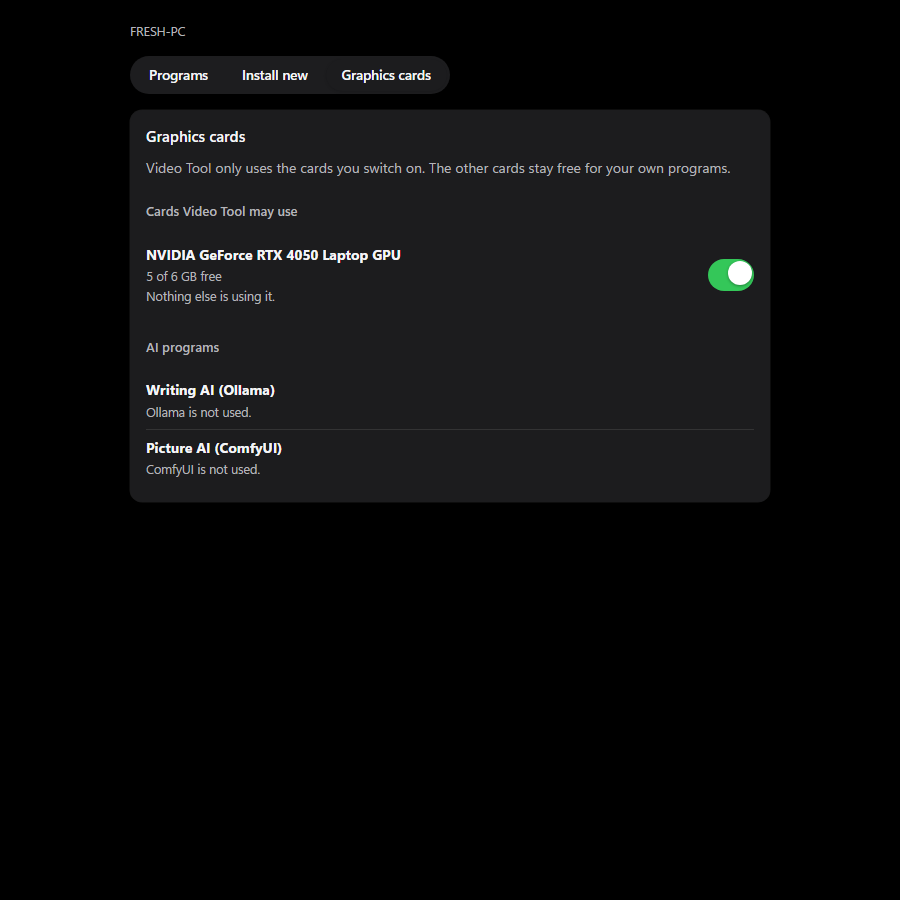 FRESH-PC
Programs
Install new
Graphics cards
Graphics cards
Video Tool only uses the cards you switch on. The other cards stay free for your own programs.
Cards Video Tool may use
NVIDIA GeForce RTX 4050 Laptop GPU
5 of 6 GB free
Nothing else is using it.
AI programs
Writing AI (Ollama)
Ollama is not used.
Picture AI (ComfyUI)
ComfyUI is not used.